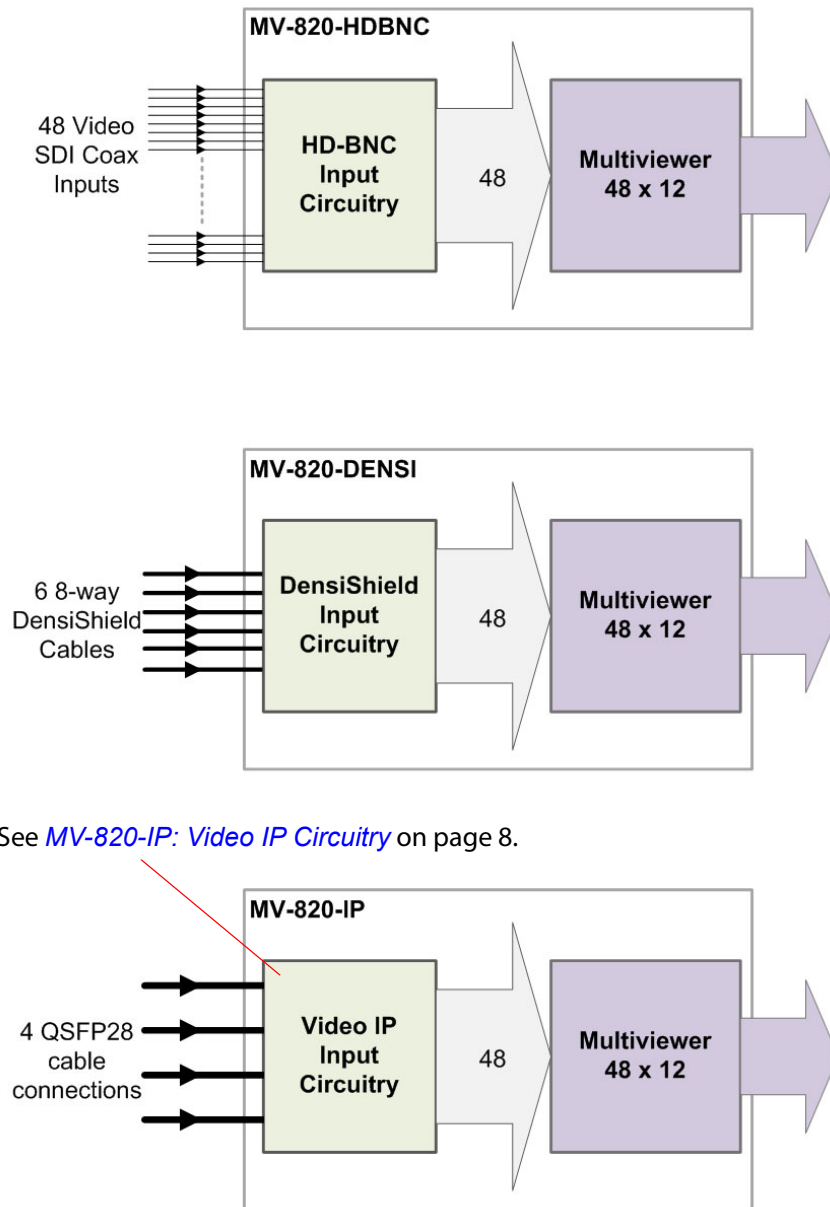 MV-820-HDBNC
48 Video
SDI Coax
Inputs
HD-BNC
Input
Circuitry
48
Multiviewer
48 x 12
MV-820-DENSI
6 8-way
DensiShield
Cables
DensiShield
Input
Circuitry
48
Multiviewer
48 x 12
See MV-820-IP: Video IP Circuitry on page 8.
MV-820-IP
4 QSFP28
cable
connections
Video IP
Input
Circuitry
48
Multiviewer
48 x 12